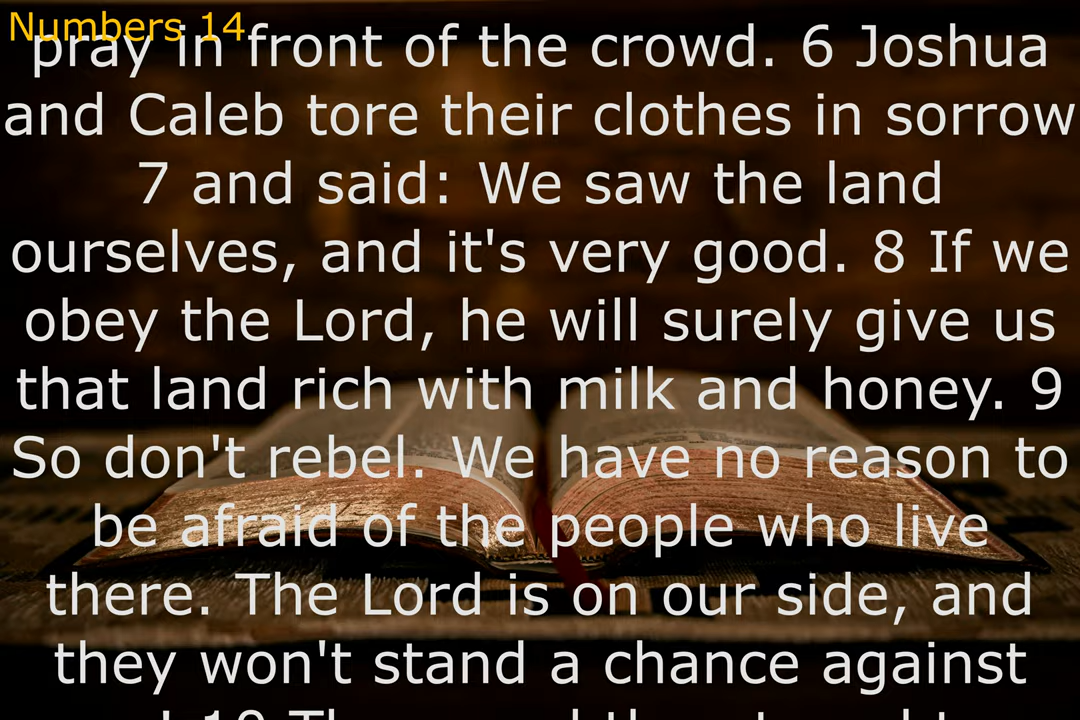 Numbers 14
pray in front of the crowd. 6 Joshua
and Caleb tore their clothes in sorrow
7 and said: We saw the land
ourselves, and it's very good. 8 If we
obey the Lord, he will surely give us
that land rich with milk and honey. 9
So don't rebel. We have no reason to
be afraid of the people who live
there. The Lord is on our side, and
they won't stand a chance against